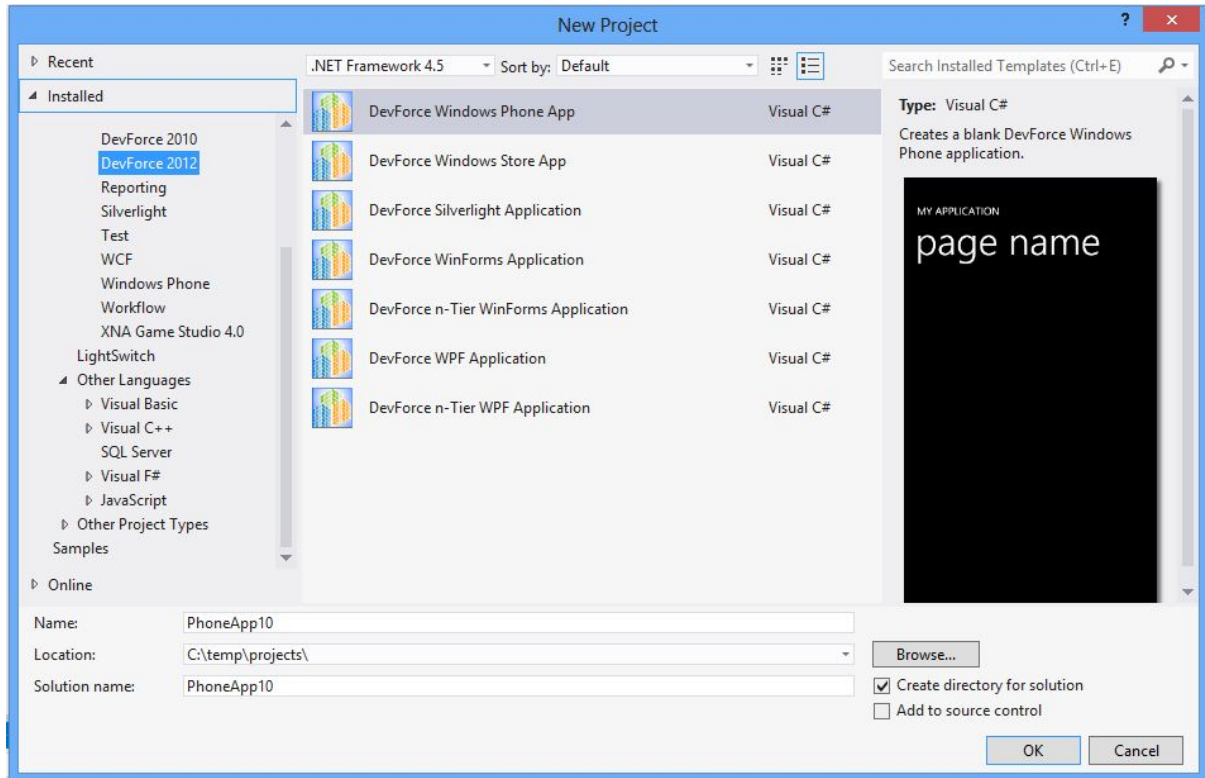 New Project
?
Recent
.NET Framework 4.5 Sort by: Default
Search Installed Templates (Ctrl+E)
Installed
DevForce 2010
DevForce 2012
Reporting
Silverlight
Test
WCF
Windows Phone
Workflow
XNA Game Studio 4.0
LightSwitch
Other Languages
Visual Basic
Visual C++
SQL Server
Visual F#
JavaScript
Other Project Types
Samples
Online
DevForce Windows Phone App Visual C#
DevForce Windows Store App Visual C#
DevForce Silverlight Application Visual C#
DevForce WinForms Application Visual C#
DevForce n-Tier WinForms Application Visual C#
DevForce WPF Application Visual C#
DevForce n-Tier WPF Application Visual C#
Type: Visual C#
Creates a blank DevForce Windows
Phone application.
MY APPLICATION
page name
Name: PhoneApp10
Location: C:\temp\projects\ Browse...
Solution name: PhoneApp10
Create directory for solution
Add to source control
OK Cancel